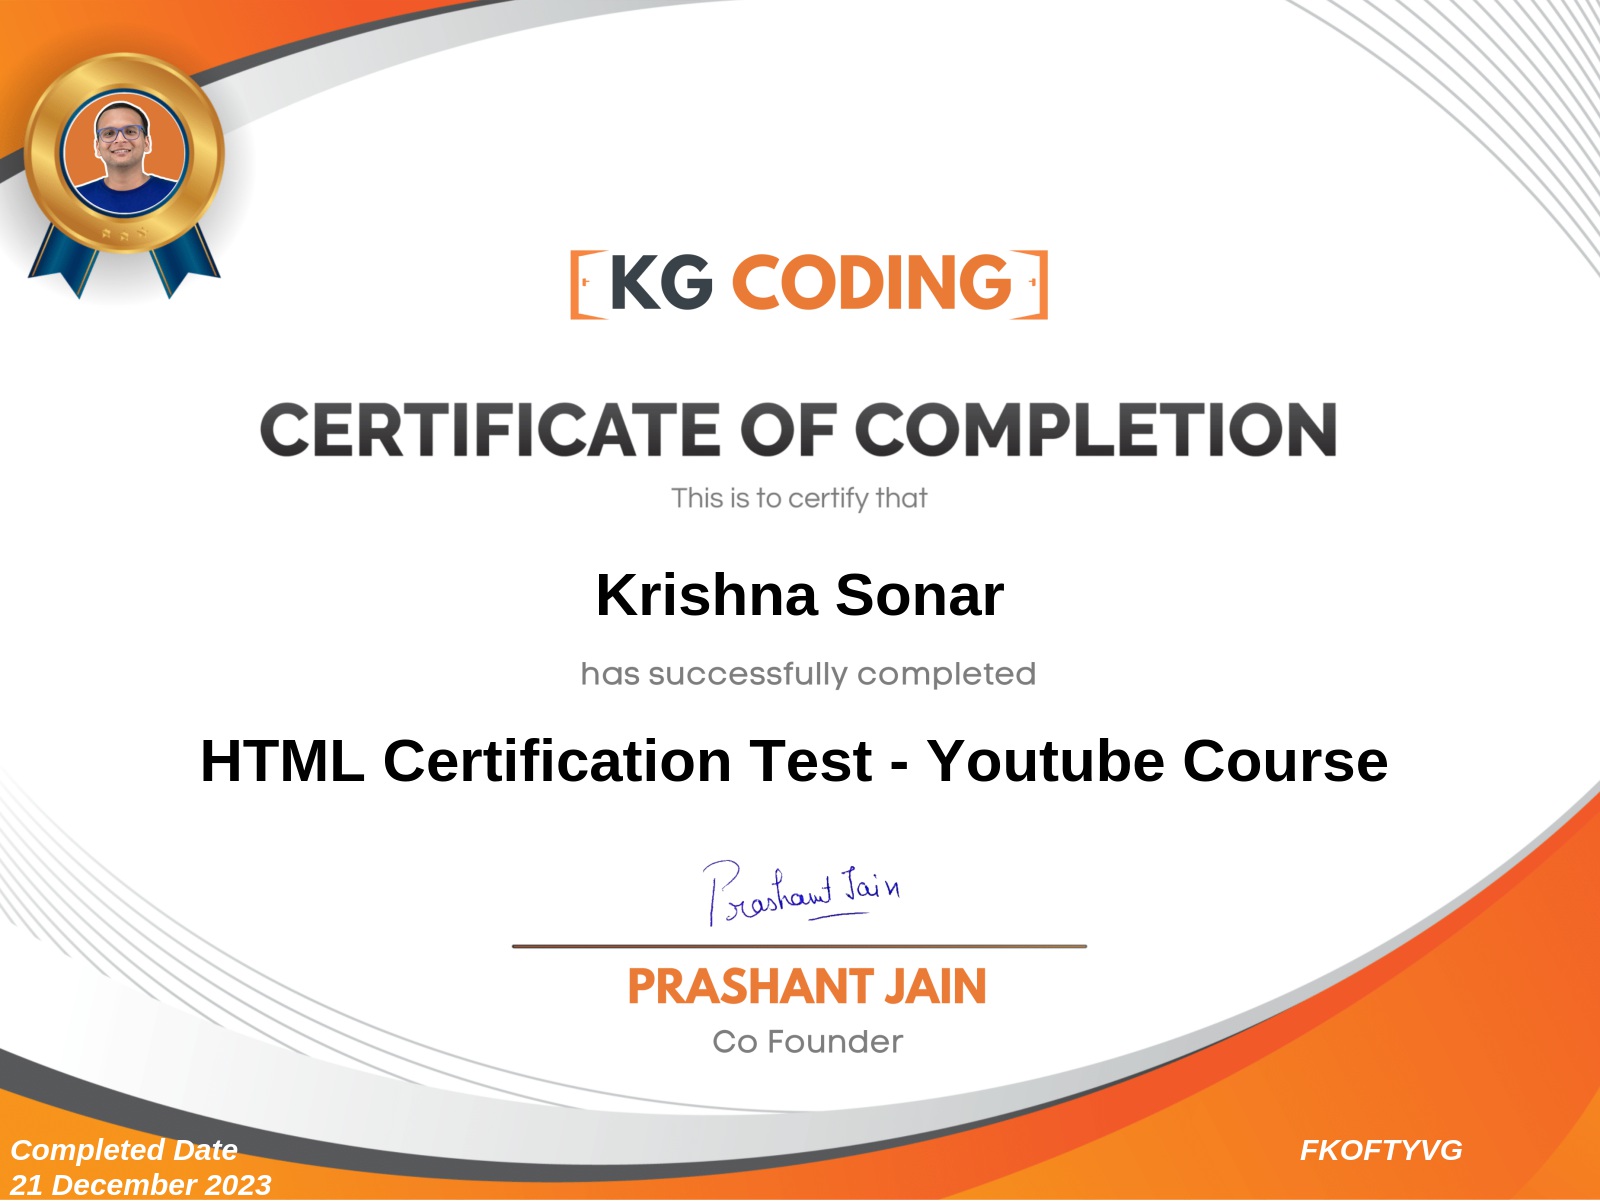 KG CODING
CERTIFICATE OF COMPLETION
This is to certify that
Krishna Sonar
has successfully completed
HTML Certification Test - Youtube Course
Prashant Jain
PRASHANT JAIN
Co Founder
Completed Date
21 December 2023
FKOFTYVG